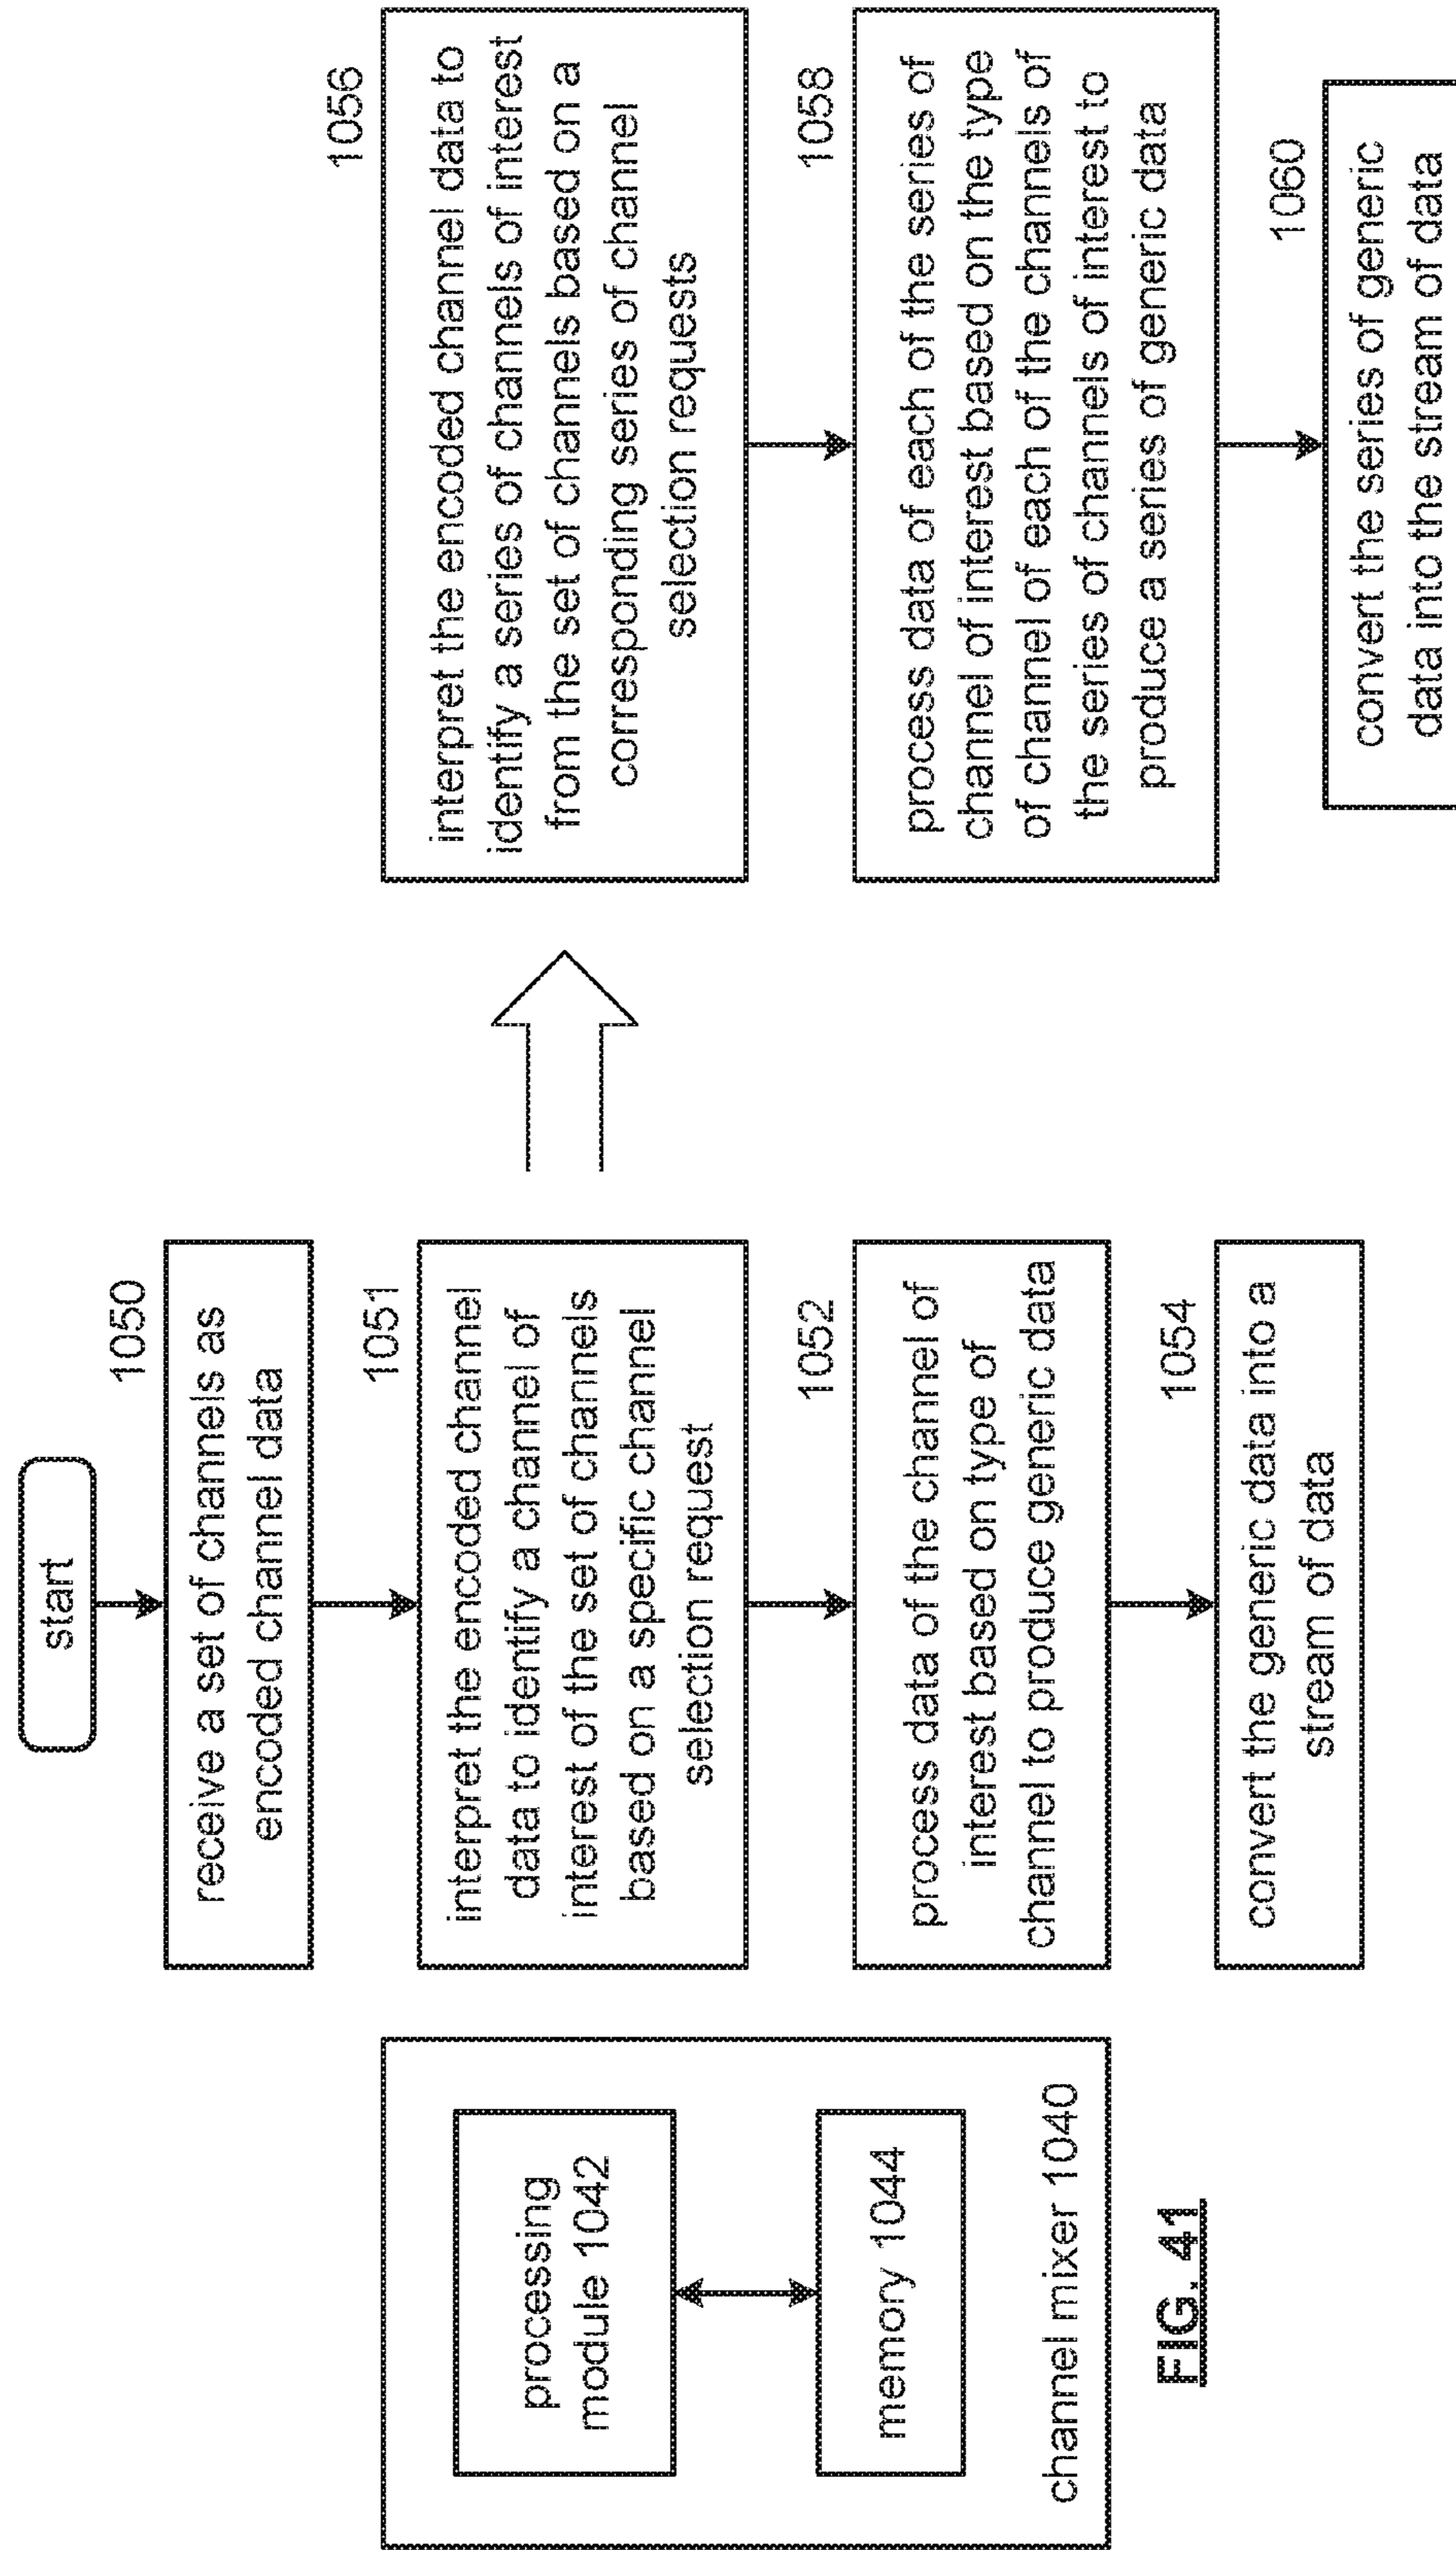 processing
module 1042
memory 1044
channel mixer 1040
FIG. 41
start
1050
receive a set of channels as
encoded channel data
1051
interpret the encoded channel
data to identify a channel of
interest of the set of channels
based on a specific channel
selection request
1052
process data of the channel of
interest based on type of
channel to produce generic data
1054
convert the generic data into a
stream of data
1056
interpret the encoded channel data to
identify a series of channels of interest
from the set of channels based on a
corresponding series of channel
selection requests
1058
process data of each of the series of
channel of interest based on the type
of channel of each of the channels of
the series of channels of interest to
produce a series of generic data
1060
convert the series of generic
data into the stream of data